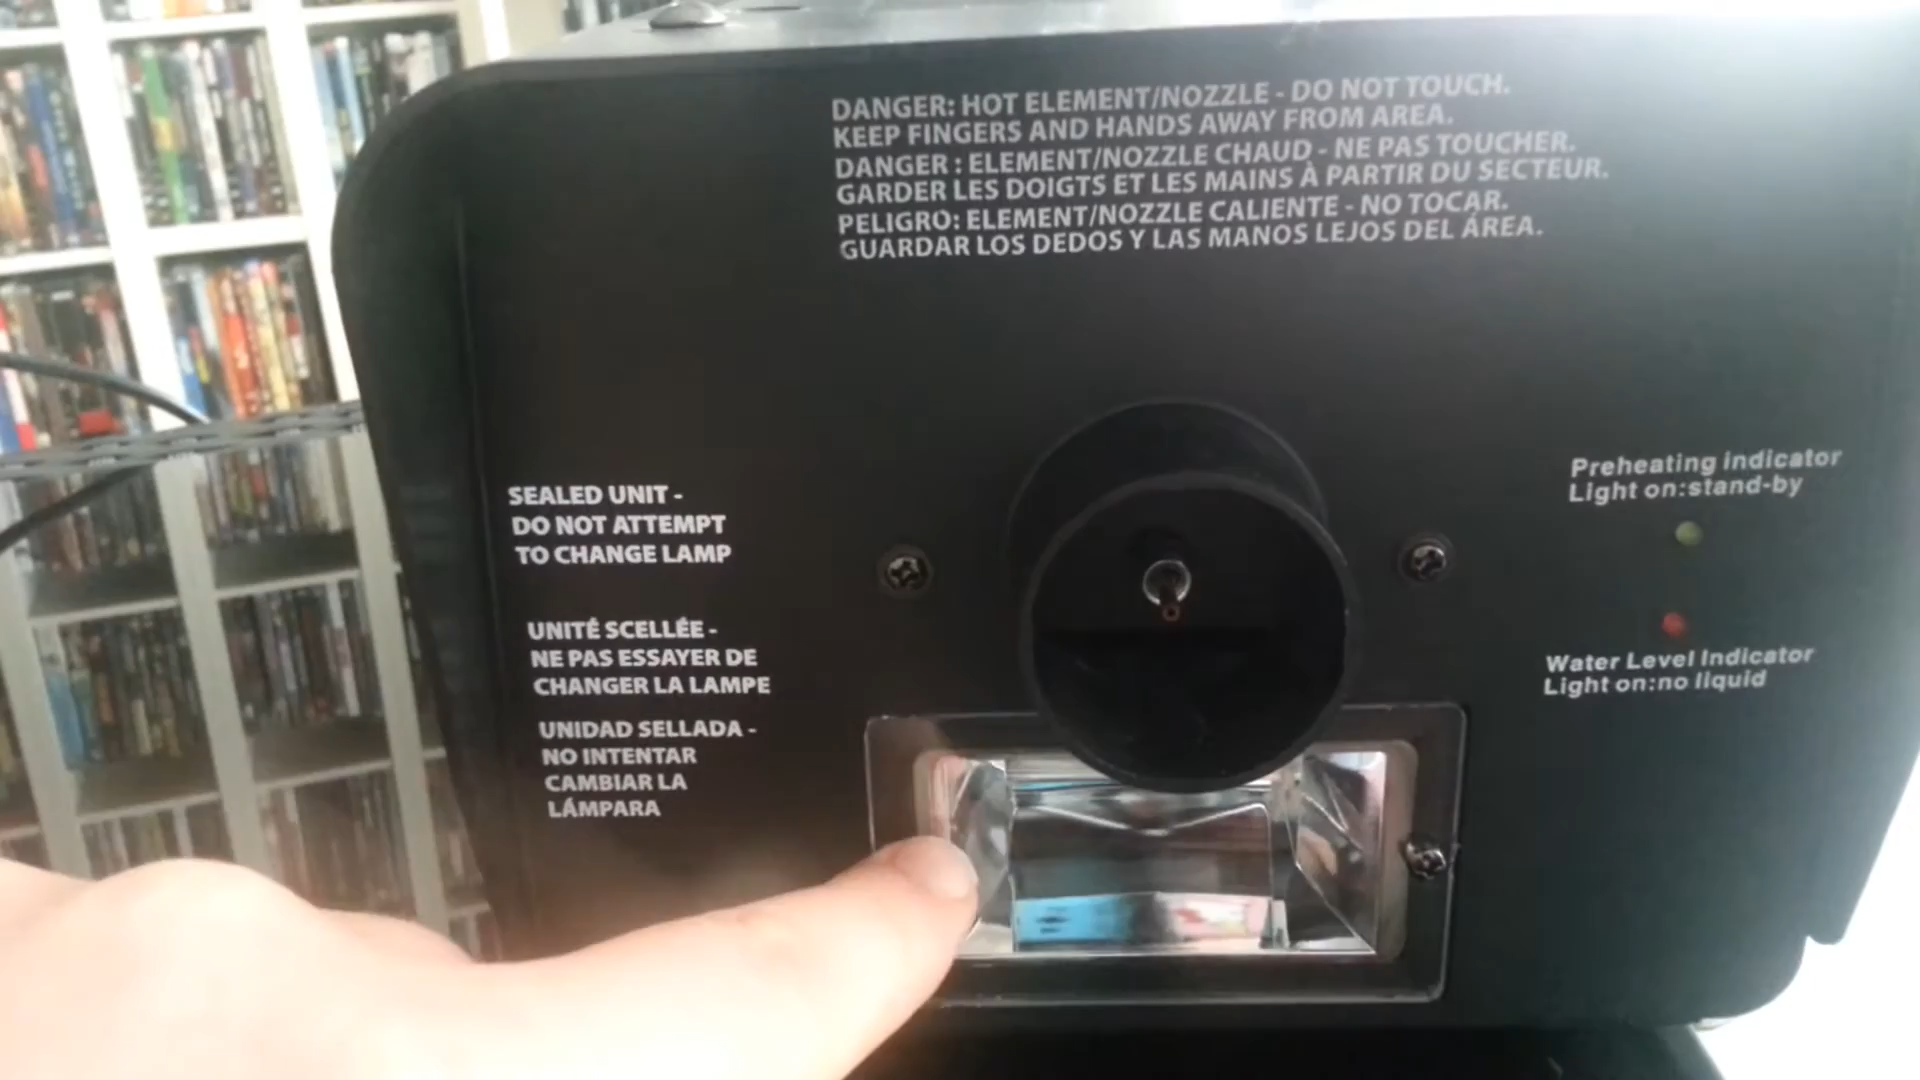 DANGER: HOT ELEMENT/NOZZLE - DO NOT TOUCH.
KEEP FINGERS AND HANDS AWAY FROM AREA.
DANGER : ELEMENT/NOZZLE CHAUD - NE PAS TOUCHER.
GARDER LES DOIGTS ET LES MAINS À PARTIR DU SECTEUR.
PELIGRO: ELEMENT/NOZZLE CALIENTE - NO TOCAR.
GUARDAR LOS DEDOS Y LAS MANOS LEJOS DEL ÁREA.
SEALED UNIT -
DO NOT ATTEMPT
TO CHANGE LAMP
UNITÉ SCELLÉE -
NE PAS ESSAYER DE
CHANGER LA LAMPE
UNIDAD SELLADA -
NO INTENTAR
CAMBIAR LA
LÁMPARA
Preheating indicator
Light on:stand-by
Water Level Indicator
Light on:no liquid